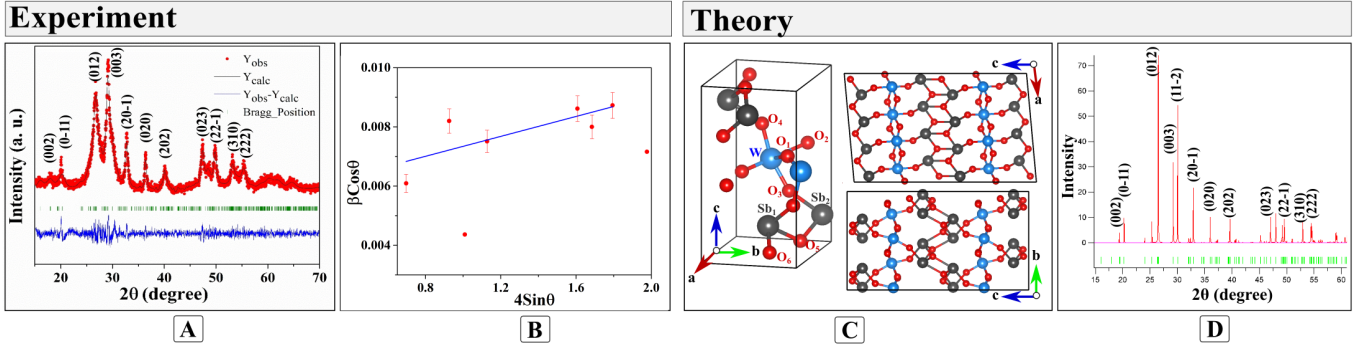 Experiment
Theory
Intensity (a. u.)
(002)
(0-11)
(012)
(003)
(20-1)
(020)
(202)
(023)
(22-1)
(310)
(222)
Yobs
Ycalc
Yobs-Ycalc
Bragg_Position
20 30 40 50 60 70
2θ (degree)
A
βCosθ
0.010
0.008
0.006
0.004
0.8 1.2 1.6 2.0
4Sinθ
B
O4
W
O1
O2
O3
Sb1
Sb2
O5
O6
c
b
a
c
a
b
c
C
Intensity
70
60
50
40
30
20
10
0
(002)
(0-11)
(012)
(003)
(11-2)
(20-1)
(020)
(202)
(023)
(22-1)
(310)
(222)
15 20 25 30 35 40 45 50 55 60
2θ (degree)
D